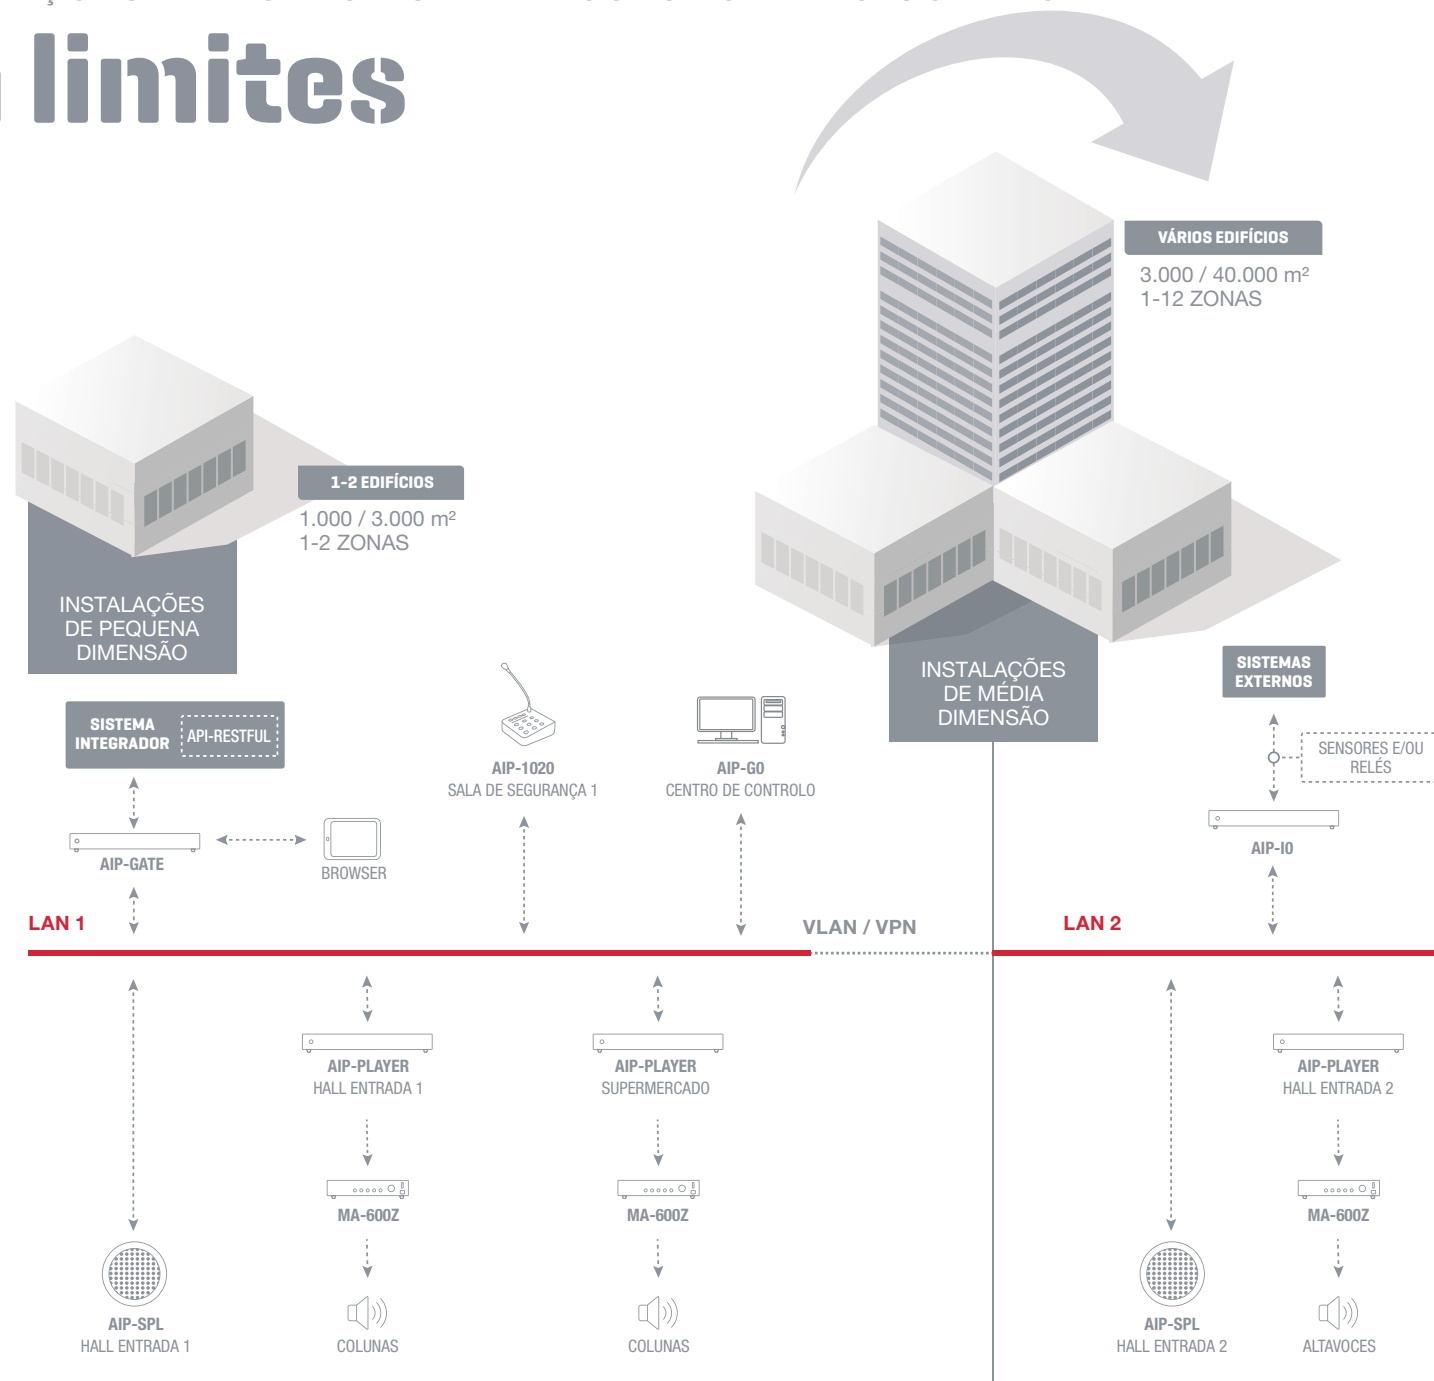 limites
VÁRIOS EDIFÍCIOS
3.000 / 40.000 m²
1-12 ZONAS
1-2 EDIFÍCIOS
1.000 / 3.000 m²
1-2 ZONAS
INSTALAÇÕES
DE PEQUENA
DIMENSÃO
INSTALAÇÕES
DE MÉDIA
DIMENSÃO
SISTEMAS
EXTERNOS
SISTEMA
INTEGRADOR
API-RESTFUL
AIP-1020
SALA DE SEGURANÇA 1
AIP-GO
CENTRO DE CONTROLO
SENSORES E/OU
RELÉS
AIP-GATE
BROWSER
AIP-IO
LAN 1
VLAN / VPN
LAN 2
AIP-PLAYER
HALL ENTRADA 1
AIP-PLAYER
SUPERMERCADO
AIP-PLAYER
HALL ENTRADA 2
MA-600Z
MA-600Z
MA-600Z
AIP-SPL
HALL ENTRADA 1
COLUNAS
COLUNAS
AIP-SPL
HALL ENTRADA 2
ALTAVOCES